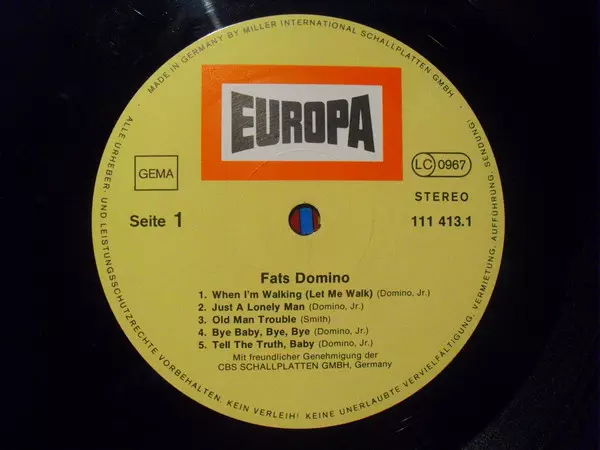 MADE IN GERMANY BY MILLER INTERNATIONAL SCHALLPLATTEN GMBH ·
ALLE URHEBER- UND LEISTUNGSSCHUTZRECHTE VORBEHALTEN. KEIN VERLEIH! KEINE UNERLAUBTE VERVIELFÄLTIGUNG, VERMIETUNG, AUFFÜHRUNG, SENDUNG!
EUROPA
GEMA
LC 0967
STEREO
Seite 1
111 413.1
Fats Domino
1. When I'm Walking (Let Me Walk) (Domino, Jr.)
2. Just A Lonely Man (Domino, Jr.)
3. Old Man Trouble (Smith)
4. Bye Baby, Bye, Bye (Domino, Jr.)
5. Tell The Truth, Baby (Domino, Jr.)
Mit freundlicher Genehmigung der
CBS SCHALLPLATTEN GMBH, Germany